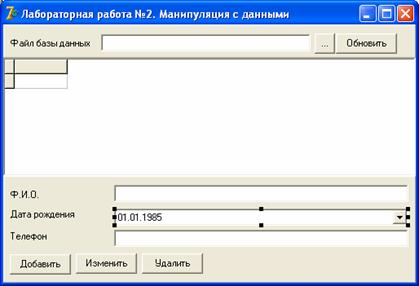 Лабораторная работа №2. Манипуляция с данными
Файл базы данных ... Обновить
Ф.И.О.
Дата рождения 01.01.1985
Телефон
Добавить Изменить Удалить